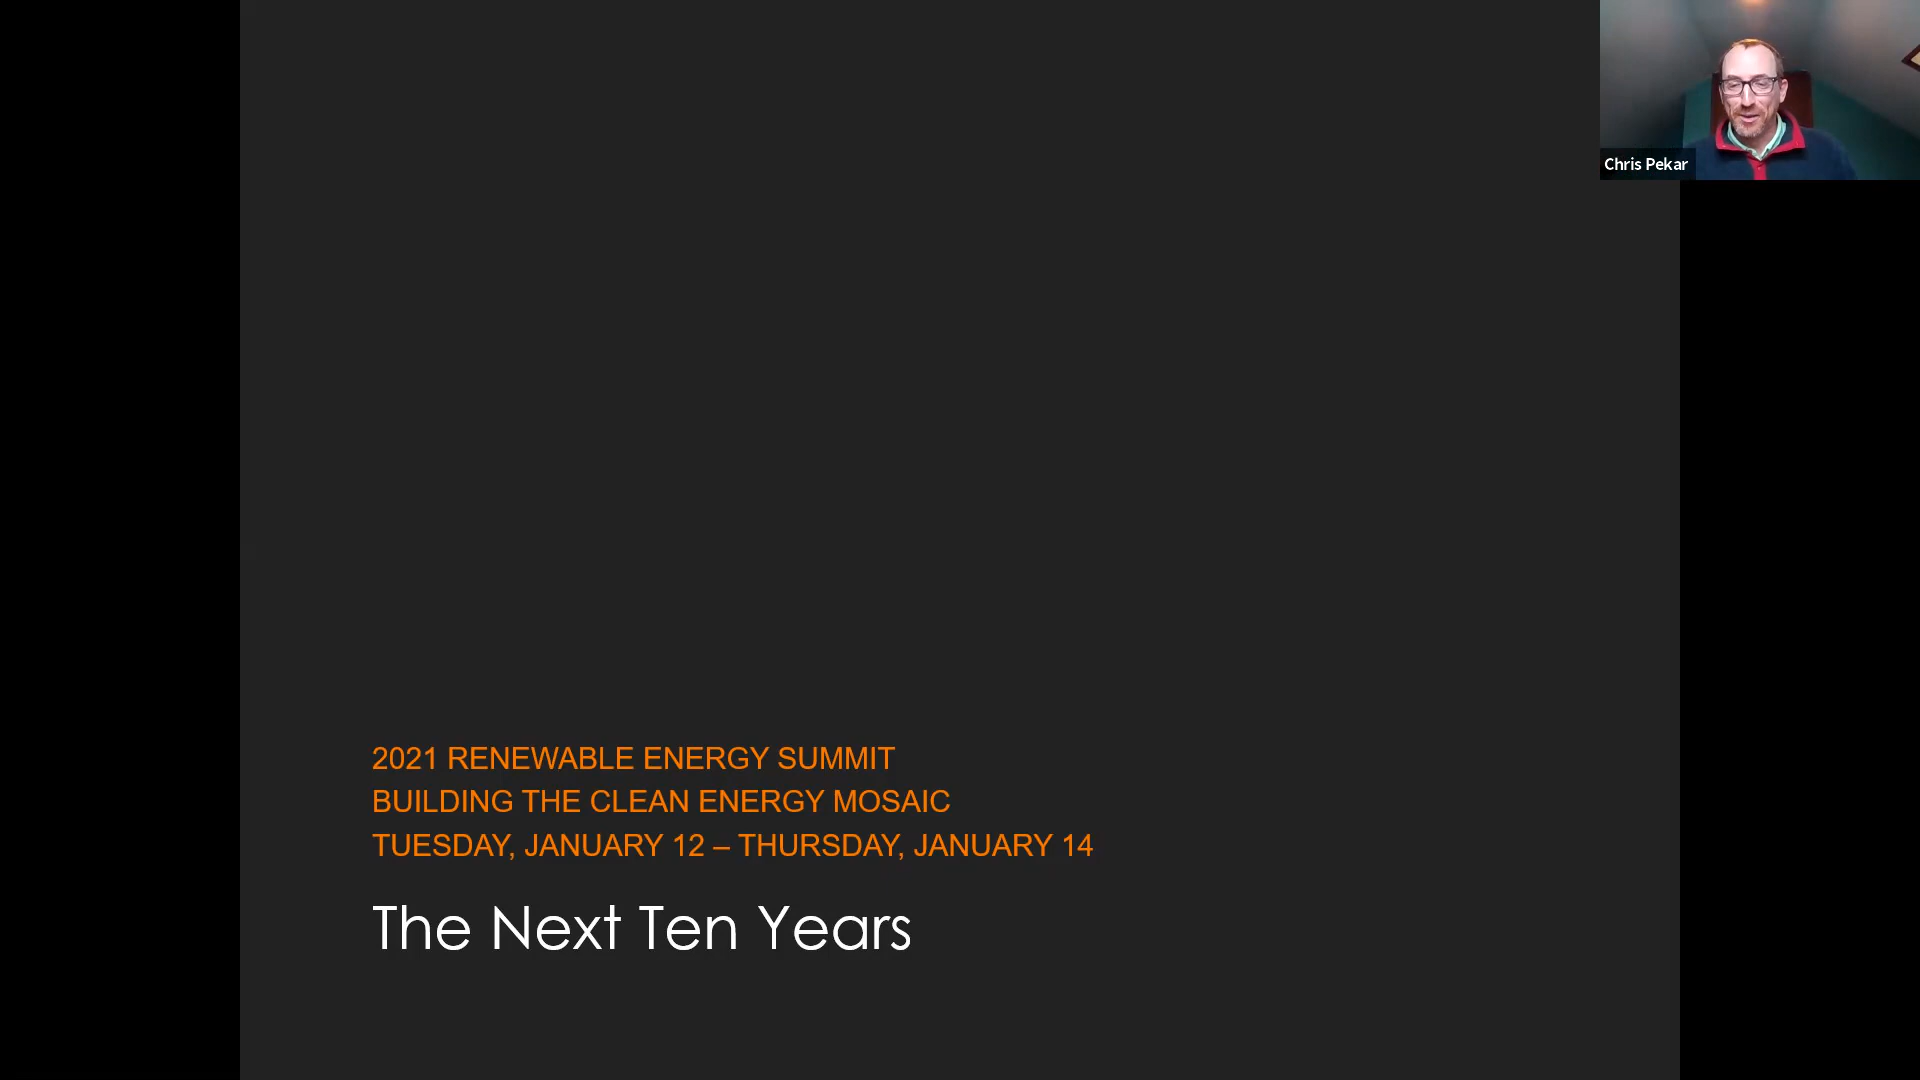 Chris Pekar
2021 RENEWABLE ENERGY SUMMIT
BUILDING THE CLEAN ENERGY MOSAIC
TUESDAY, JANUARY 12 – THURSDAY, JANUARY 14
The Next Ten Years